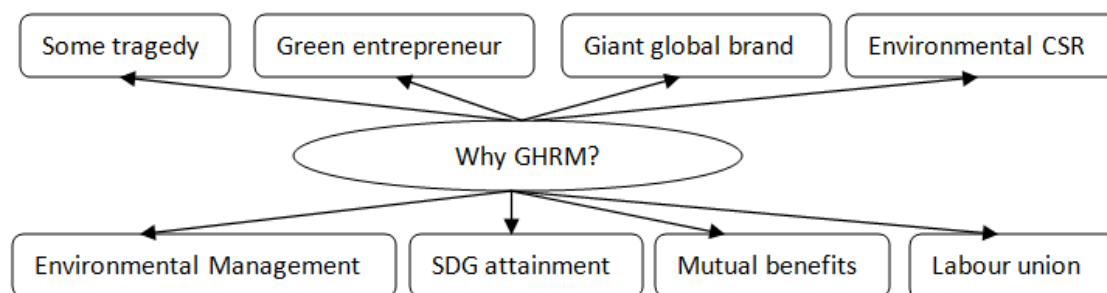 Some tragedy
Green entrepreneur
Giant global brand
Environmental CSR
Why GHRM?
Environmental Management
SDG attainment
Mutual benefits
Labour union